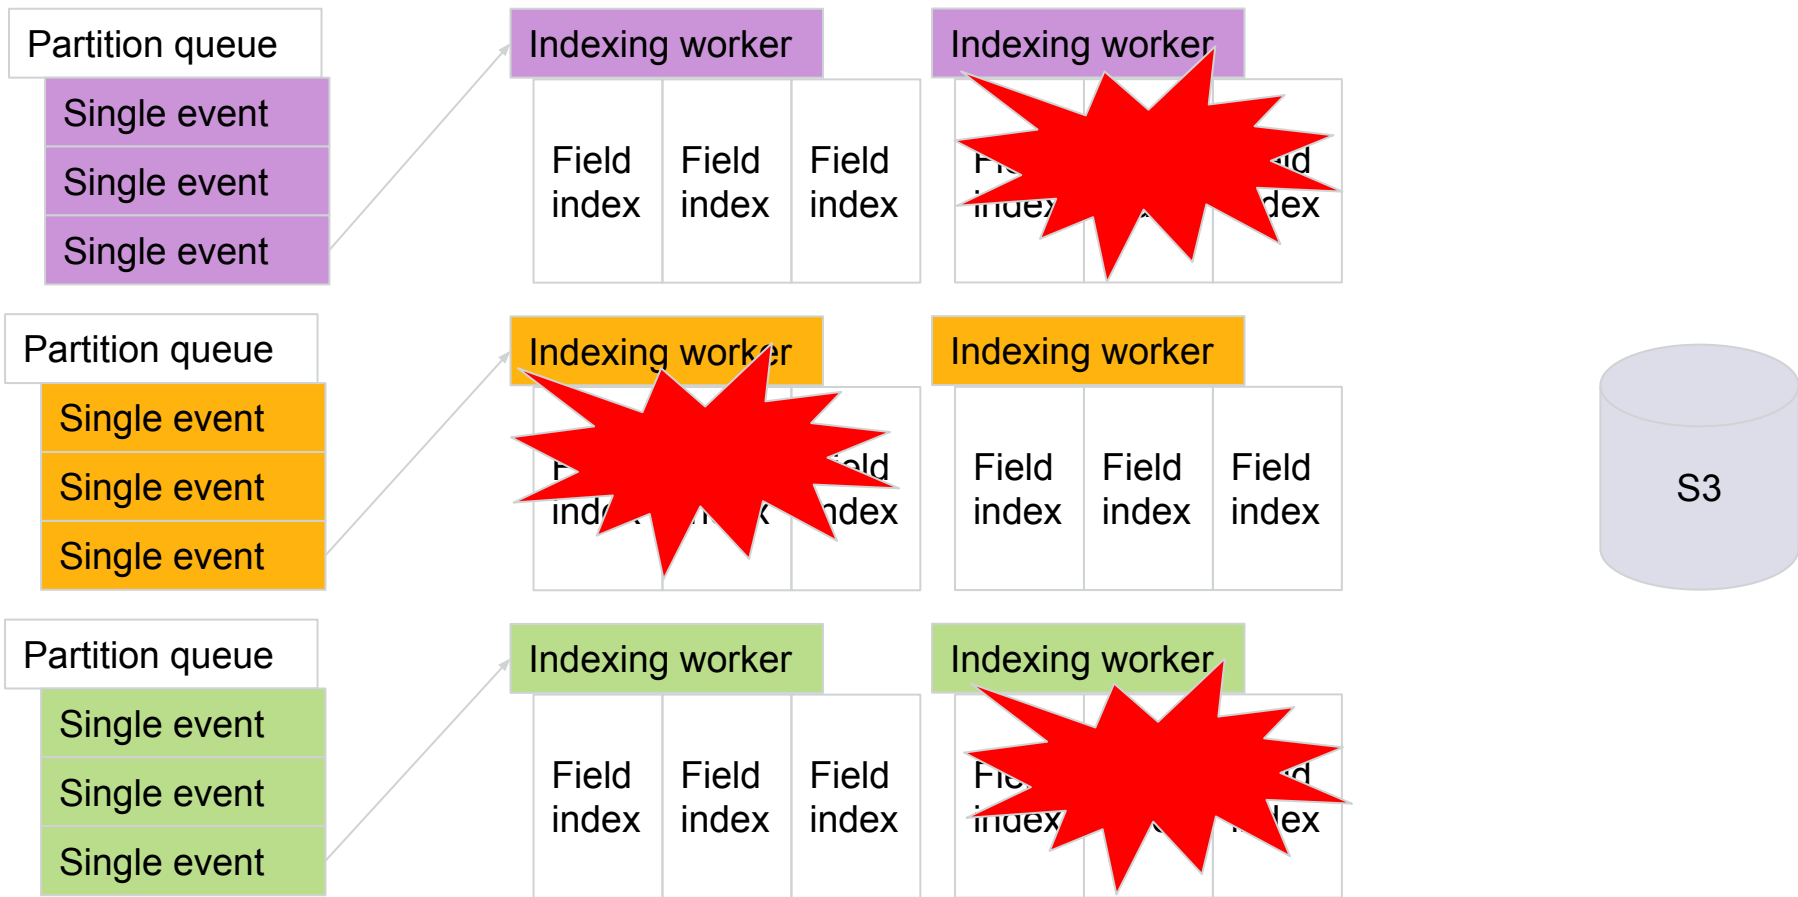 Partition queue
Single event
Single event
Single event
Indexing worker
Field
index
Field
index
Field
index
Indexing worker
index
Partition queue
Single event
Single event
Single event
Indexing worker
Indexing worker
Field
index
Field
index
Field
index
S3
Partition queue
Single event
Single event
Single event
Indexing worker
Field
index
Field
index
Field
index
Indexing worker
index